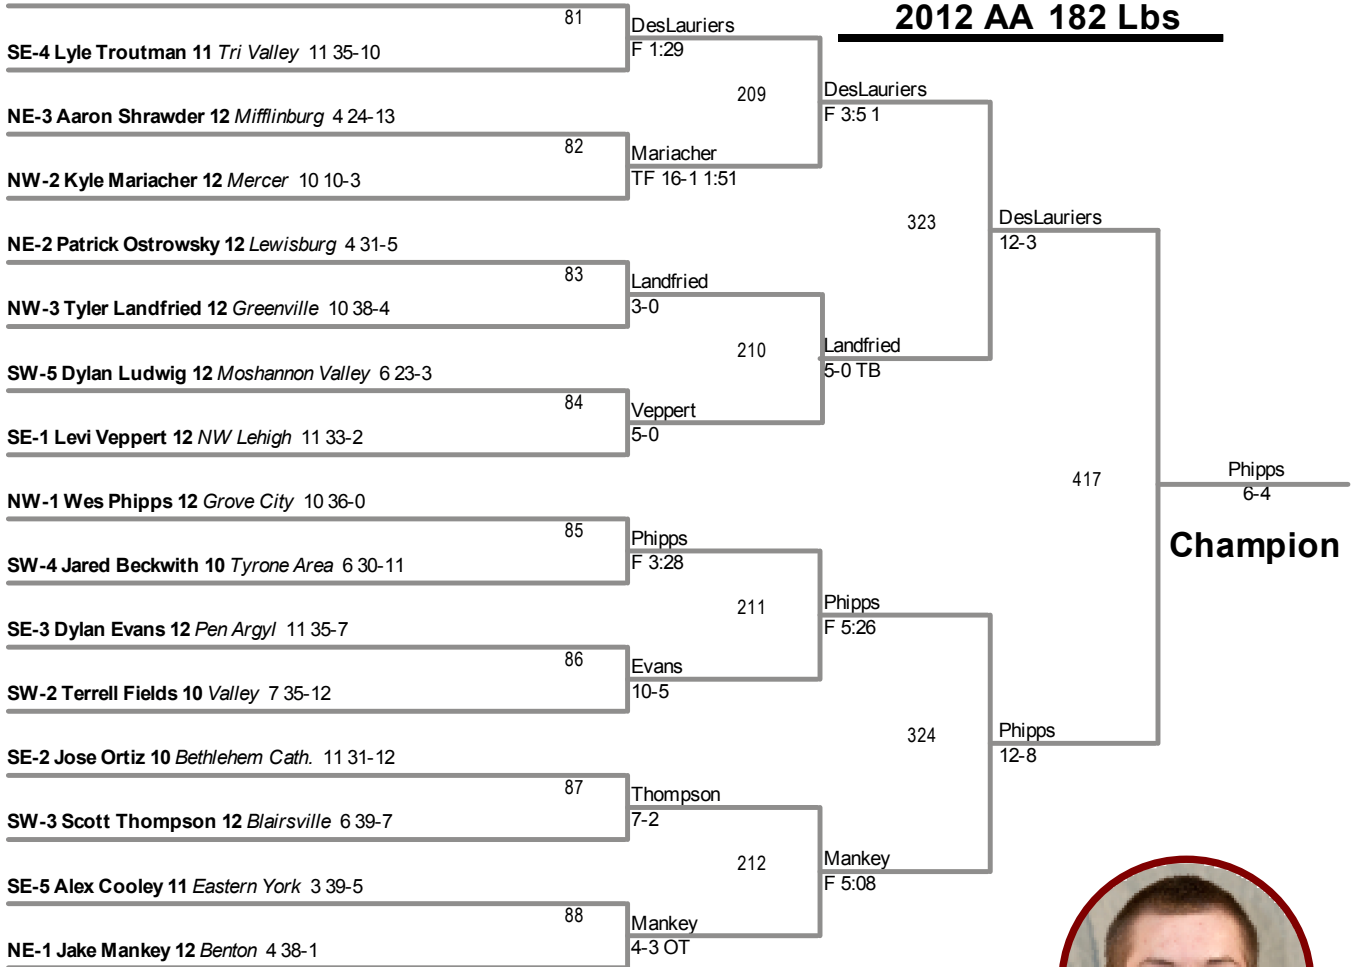 2012 AA 182 Lbs
81
SE-4 Lyle Troutman 11 Tri Valley 11 35-10
NE-3 Aaron Shrawder 12 Mifflinburg 4 24-13
82
NW-2 Kyle Mariacher 12 Mercer 10 10-3
NE-2 Patrick Ostrowsky 12 Lewisburg 4 31-5
83
NW-3 Tyler Landfried 12 Greenville 10 38-4
SW-5 Dylan Ludwig 12 Moshannon Valley 6 23-3
84
SE-1 Levi Veppert 12 NW Lehigh 11 33-2
NW-1 Wes Phipps 12 Grove City 10 36-0
85
SW-4 Jared Beckwith 10 Tyrone Area 6 30-11
SE-3 Dylan Evans 12 Pen Argyl 11 35-7
86
SW-2 Terrell Fields 10 Valley 7 35-12
SE-2 Jose Ortiz 10 Bethlehem Cath. 11 31-12
87
SW-3 Scott Thompson 12 Blairsville 6 39-7
SE-5 Alex Cooley 11 Eastern York 3 39-5
88
NE-1 Jake Mankey 12 Benton 4 38-1
DesLauriers
F 1:29
209
Mariacher
TF 16-1 1:51
Landfried
3-0
210
Veppert
5-0
Phipps
F 3:28
211
Evans
10-5
Thompson
7-2
212
Mankey
4-3 OT
DesLauriers
F 3:5 1
323
Landfried
5-0 TB
Phipps
F 5:26
324
Mankey
F 5:08
DesLauriers
12-3
417
Phipps
12-8
Phipps
6-4
Champion